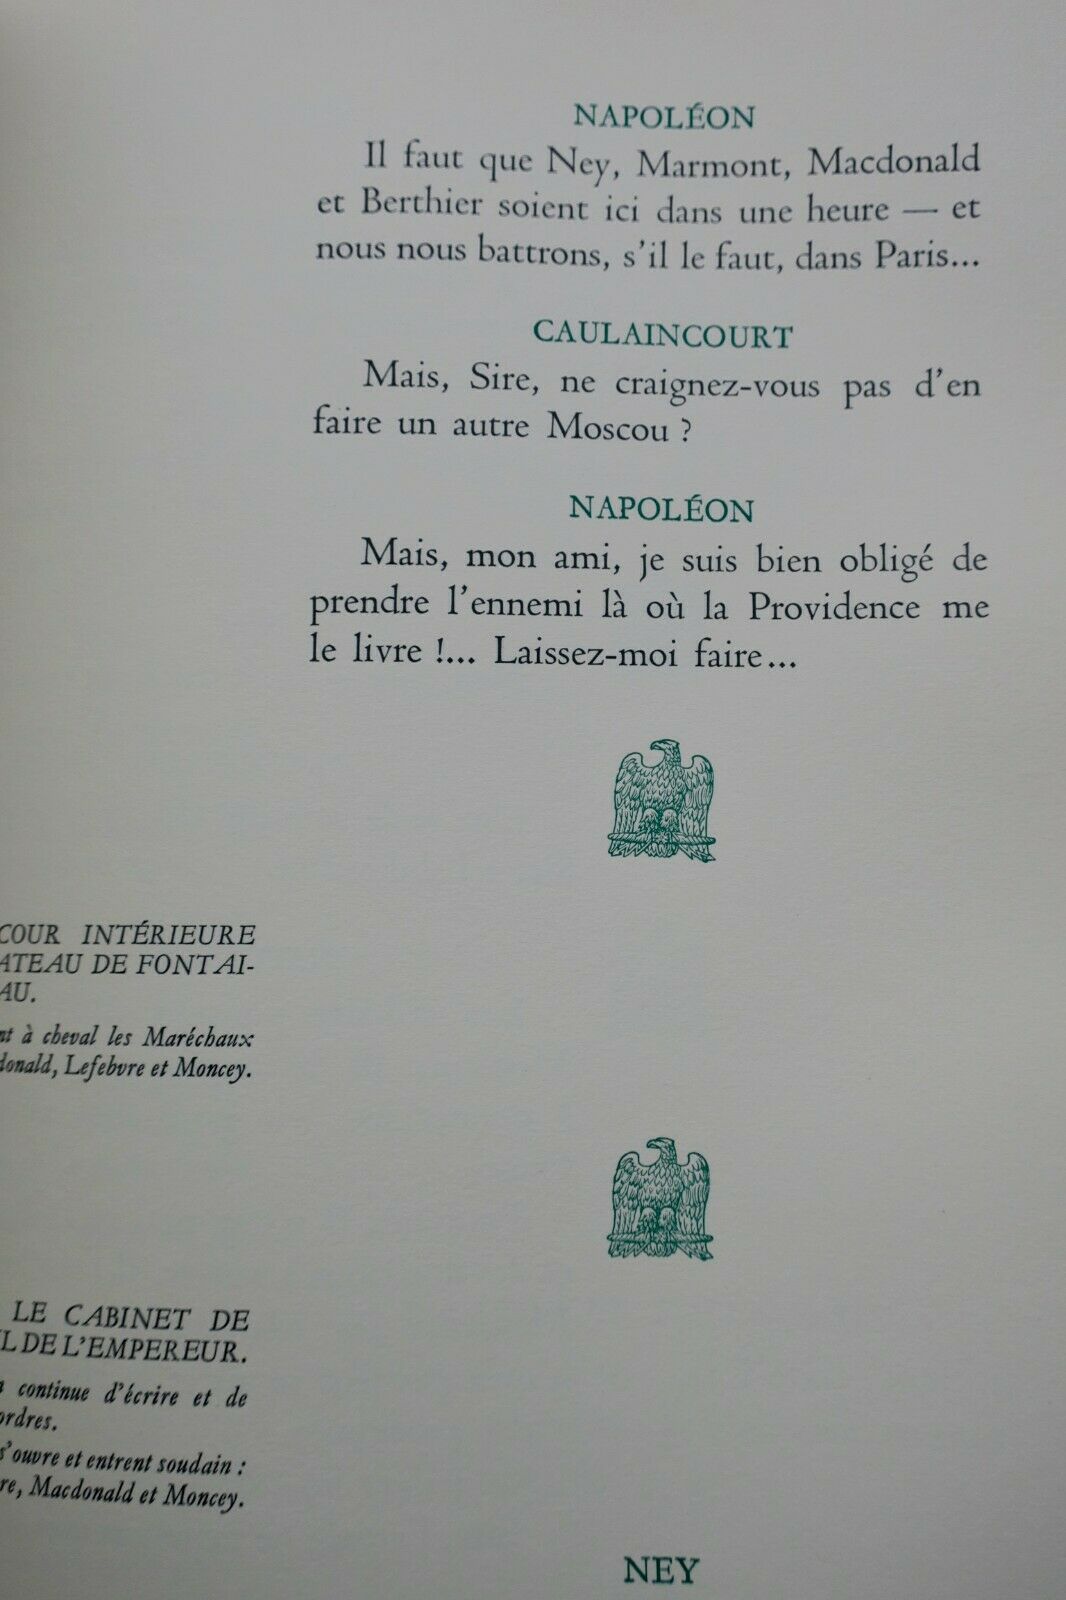 NAPOLÉON
Il faut que Ney, Marmont, Macdonald
et Berthier soient ici dans une heure — et
nous nous battrons, s'il le faut, dans Paris...
CAULAINCOURT
Mais, Sire, ne craignez-vous pas d'en
faire un autre Moscou ?
NAPOLÉON
Mais, mon ami, je suis bien obligé de
prendre l'ennemi là où la Providence me
le livre !... Laissez-moi faire...
COUR INTÉRIEURE
ATEAU DE FONTAI-
AU.
nt à cheval les Maréchaux
donald, Lefebvre et Moncey.
LE CABINET DE
L DE L'EMPEREUR.
continue d'écrire et de
ordres.
s'ouvre et entrent soudain :
re, Macdonald et Moncey.
NEY